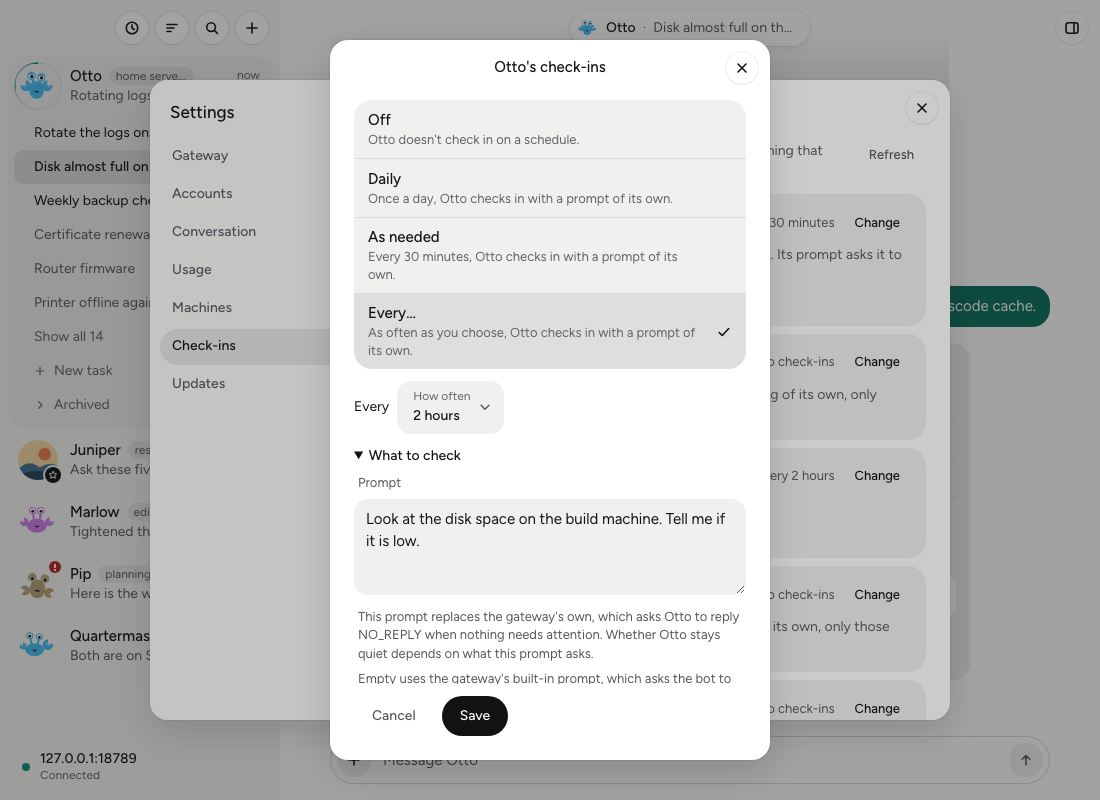 Otto · Disk almost full on th...
Otto home serve... now
Rotating logs
Rotate the logs on
Disk almost full on
Weekly backup che
Certificate renewa
Router firmware
Printer offline again
Show all 14
New task
Archived
Juniper res
Ask these fiv
Marlow edi
Tightened th
Pip planning
Here is the w
Quartermas
Both are on S
127.0.0.1:18789
Connected
Settings
Gateway
Accounts
Conversation
Usage
Machines
Check-ins
Updates
Otto's check-ins
Off
Otto doesn't check in on a schedule.
Daily
Once a day, Otto checks in with a prompt of its own.
As needed
Every 30 minutes, Otto checks in with a prompt of its
own.
Every...
As often as you choose, Otto checks in with a prompt of
its own.
Every
How often
2 hours
What to check
Prompt
Look at the disk space on the build machine. Tell me if
it is low.
This prompt replaces the gateway's own, which asks Otto to reply
NO_REPLY when nothing needs attention. Whether Otto stays
quiet depends on what this prompt asks.
Empty uses the gateway's built-in prompt, which asks the bot to
Cancel
Save
ning that
Refresh
30 minutes Change
. Its prompt asks it to
o check-ins Change
g of its own, only
ery 2 hours Change
o check-ins Change
its own, only those
o check-ins Change
scode cache.
Message Otto